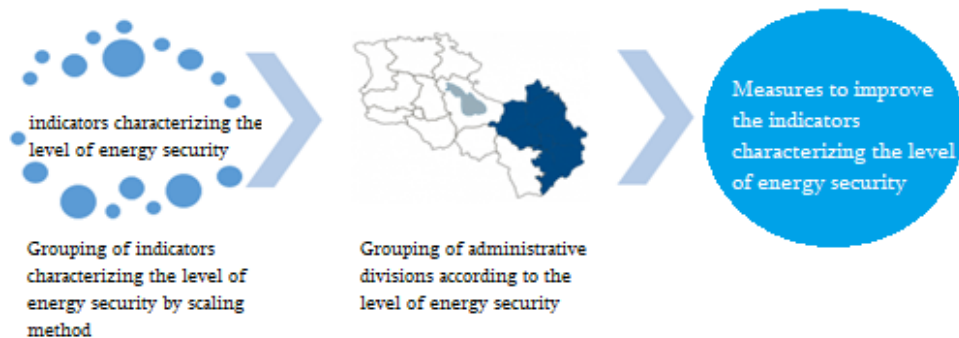 indicators characterizing the
level of energy security
Grouping of indicators
characterizing the level of
energy security by scaling
method
Grouping of administrative
divisions according to the
level of energy security
Measures to improve
the indicators
characterizing the level
of energy security